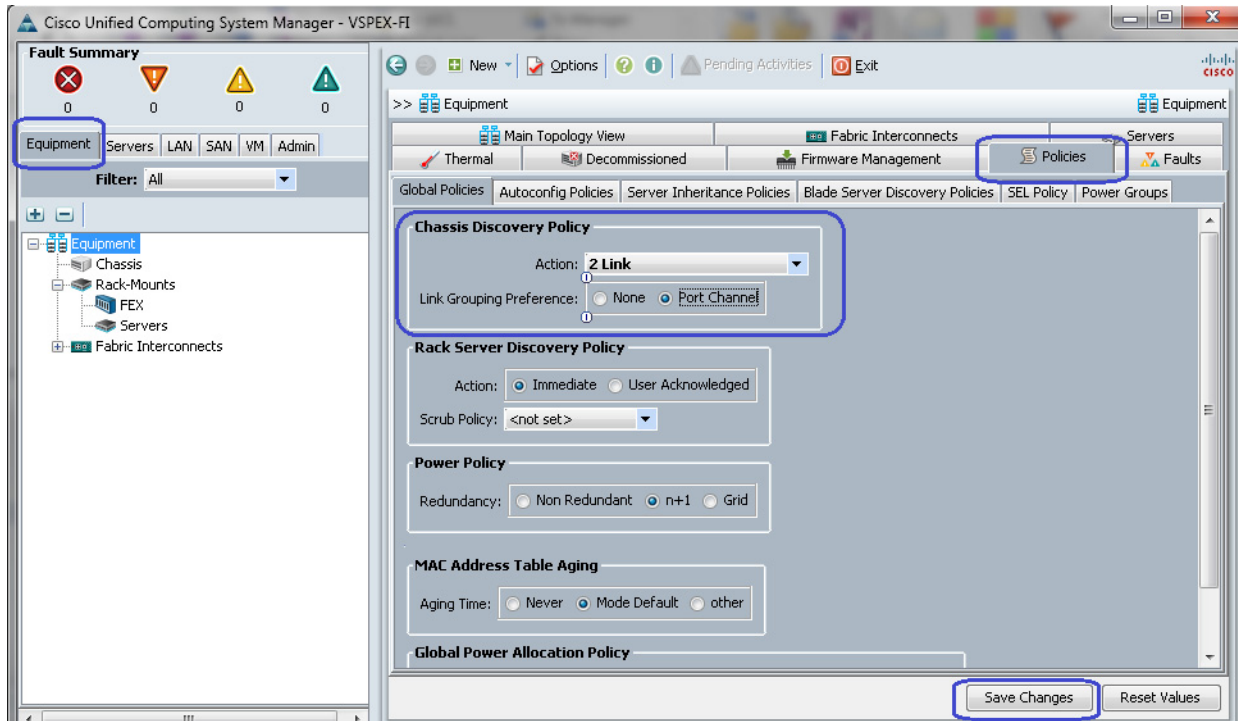 Cisco Unified Computing System Manager - VSPEX-FI
Fault Summary
0 0 0 0
Equipment Servers LAN SAN VM Admin
Filter: All
Equipment
Chassis
Rack-Mounts
FEX
Servers
Fabric Interconnects
New Options Pending Activities Exit
CISCO
>> Equipment Equipment
Main Topology View Fabric Interconnects Servers
Thermal Decommissioned Firmware Management Policies Faults
Global Policies Autoconfig Policies Server Inheritance Policies Blade Server Discovery Policies SEL Policy Power Groups
Chassis Discovery Policy
Action: 2 Link
Link Grouping Preference: None Port Channel
Rack Server Discovery Policy
Action: Immediate User Acknowledged
Scrub Policy: <not set>
Power Policy
Redundancy: Non Redundant n+1 Grid
MAC Address Table Aging
Aging Time: Never Mode Default other
Global Power Allocation Policy
Save Changes Reset Values